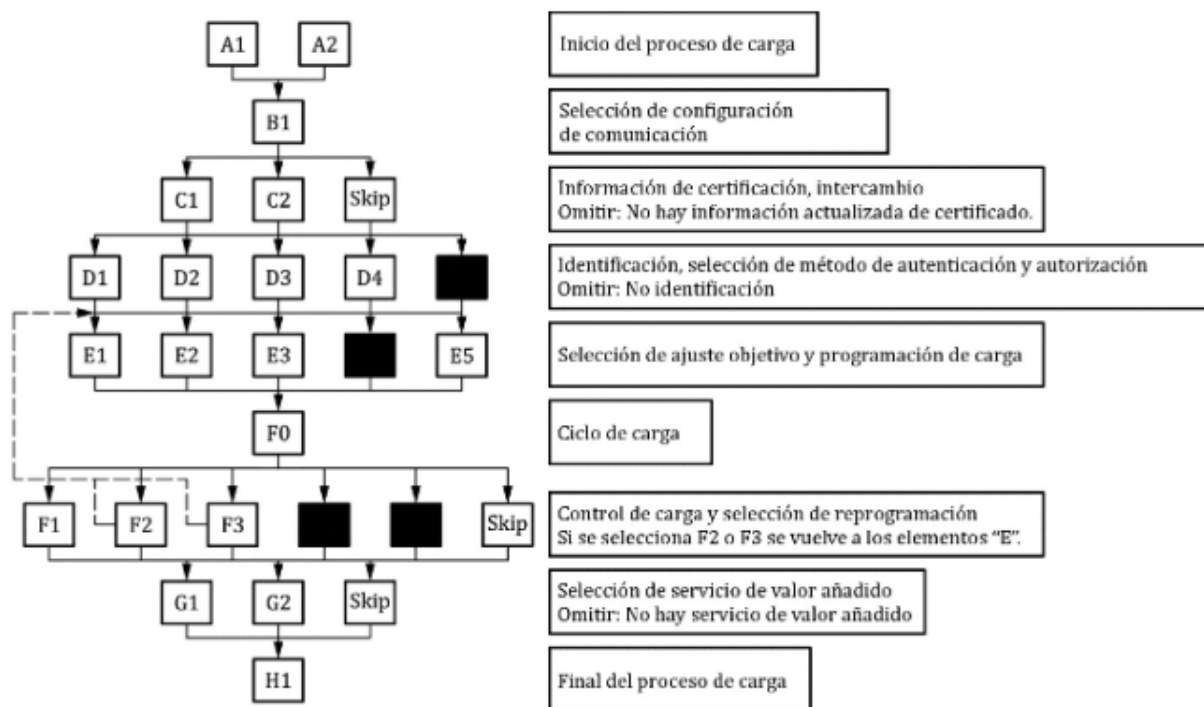 A1 A2
Inicio del proceso de carga
B1
Selección de configuración
de comunicación
C1 C2 Skip
Información de certificación, intercambio
Omitir: No hay información actualizada de certificado.
D1 D2 D3 D4
Identificación, selección de método de autenticación y autorización
Omitir: No identificación
E1 E2 E3 E5
Selección de ajuste objetivo y programación de carga
F0
Ciclo de carga
F1 F2 F3 Skip
Control de carga y selección de reprogramación
Si se selecciona F2 o F3 se vuelve a los elementos “E”.
G1 G2 Skip
Selección de servicio de valor añadido
Omitir: No hay servicio de valor añadido
H1
Final del proceso de carga